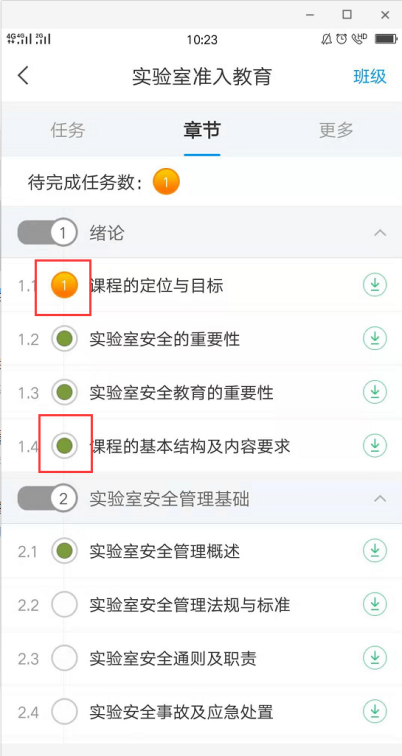 4G 4G 2G 10:23 HD
实验室准入教育 班级
任务 章节 更多
待完成任务数： 1
1 绪论
1.1 1 课程的定位与目标
1.2 实验室安全的重要性
1.3 实验室安全教育的重要性
1.4 课程的基本结构及内容要求
2 实验室安全管理基础
2.1 实验室安全管理概述
2.2 实验室安全管理法规与标准
2.3 实验室安全通则及职责
2.4 实验安全事故及应急处置